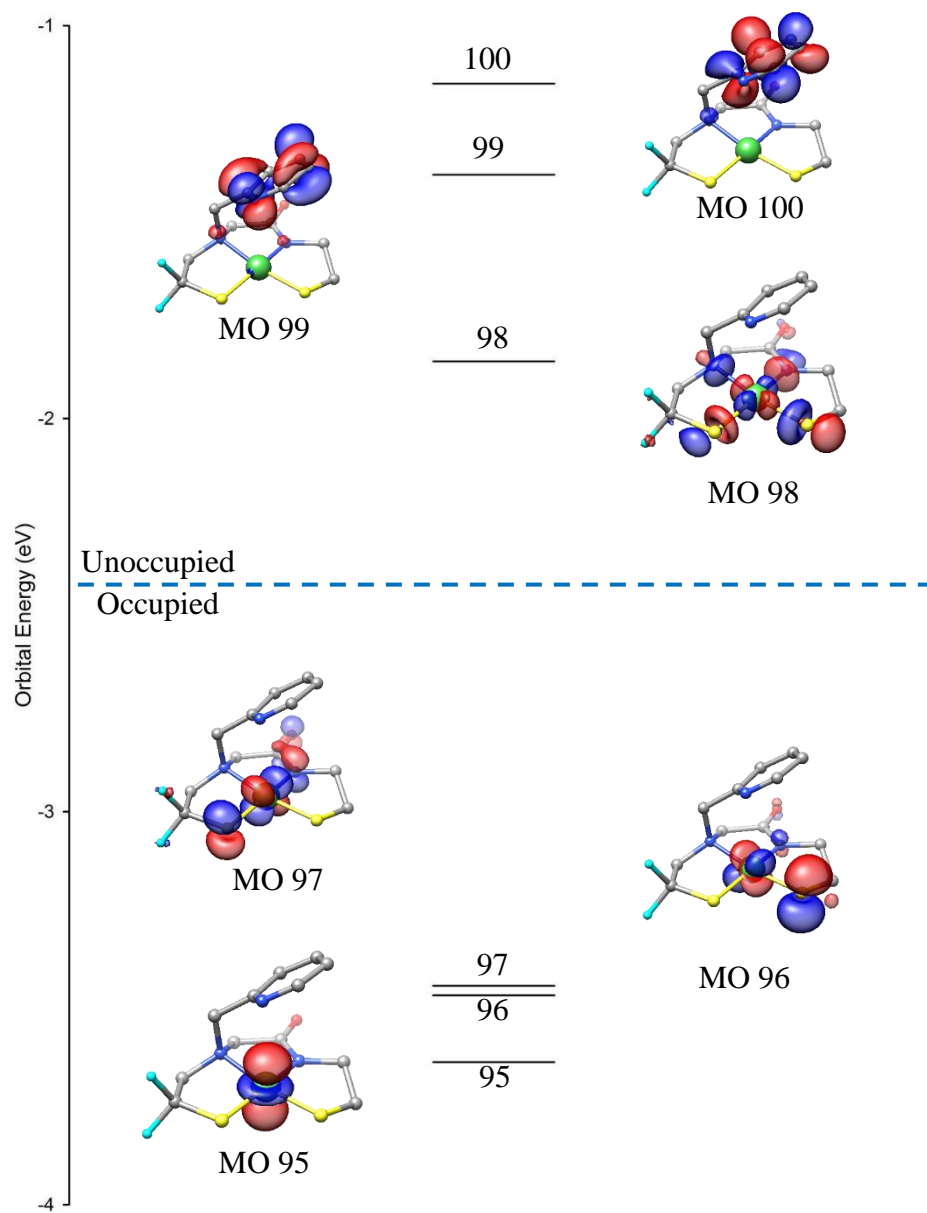 -1
100
99
MO 100
MO 99
98
-2
MO 98
Orbital Energy (eV)
Unoccupied
Occupied
-3
MO 97
97
MO 96
96
95
MO 95
-4